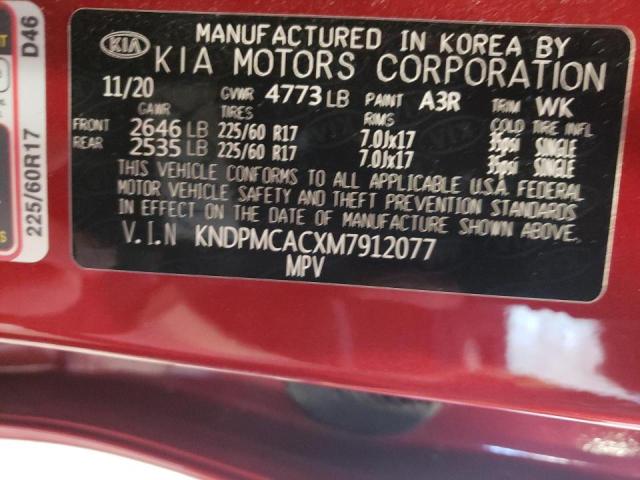 D46
225/60R17
KIA
MANUFACTURED IN KOREA BY
KIA MOTORS CORPORATION
11/20 GVWR 4773 LB PAINT A3R TRIM WK
GAWR TIRES RIMS COLD TIRE INFL
FRONT 2646 LB 225/60 R17 7.0Jx17 35psi SINGLE
REAR 2535 LB 225/60 R17 7.0Jx17 35psi SINGLE
THIS VEHICLE CONFORMS TO ALL APPLICABLE U.S.A. FEDERAL
MOTOR VEHICLE SAFETY AND THEFT PREVENTION STANDARDS
IN EFFECT ON THE DATE OF MANUFACTURE SHOWN ABOVE.
V.I.N KNDPMCACXM7912077
MPV